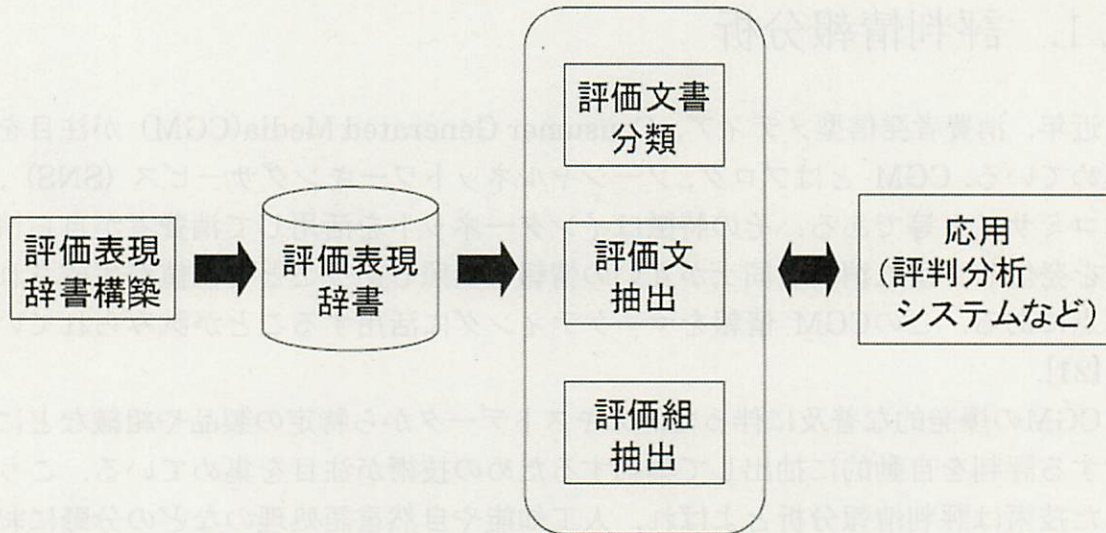 評価表現
辞書構築
評価表現
辞書
評価文書
分類
評価文
抽出
評価組
抽出
応用
(評判分析
システムなど)